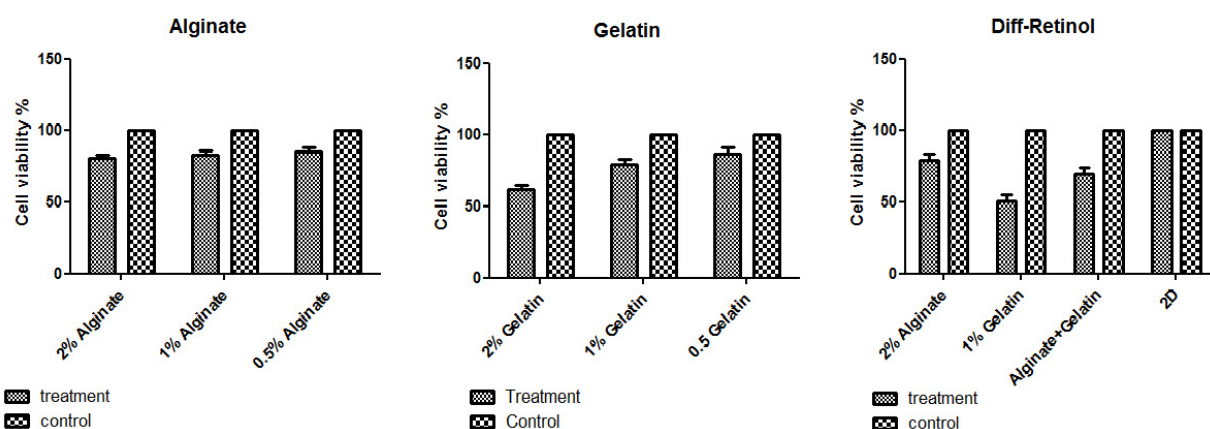 Alginate
Cell viability %
150
100
50
0
2% Alginate
1% Alginate
0.5% Alginate
treatment
control
Gelatin
Cell viability %
150
100
50
0
2% Gelatin
1% Gelatin
0.5 Gelatin
Treatment
Control
Diff-Retinol
Cell viability %
150
100
50
0
2% Alginate
1% Gelatin
Alginate+Gelatin
2D
treatment
control